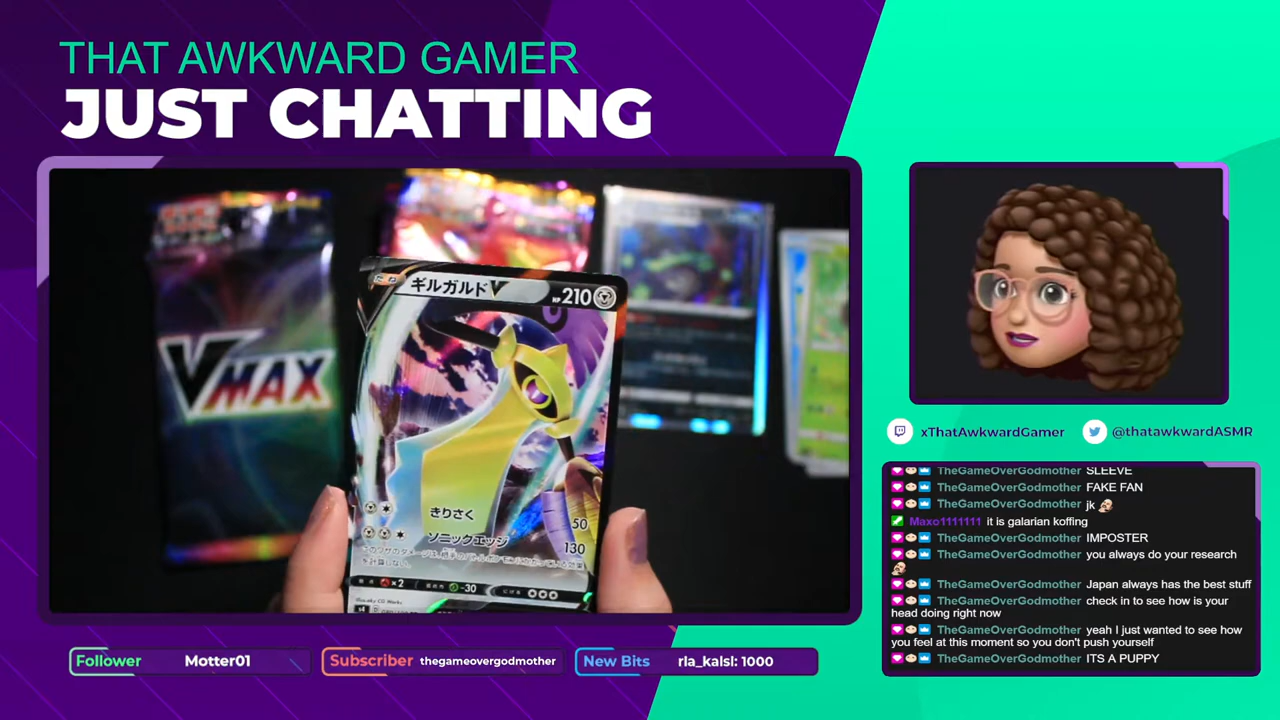 THAT AWKWARD GAMER
JUST CHATTING
VMAX
ギルガルドV
HP 210
きりさく
50
ソニックエッジ
130
×2
-30
xThatAwkwardGamer
@thatawkwardASMR
TheGameOverGodmother SLEEVE
TheGameOverGodmother FAKE FAN
TheGameOverGodmother jk
Maxo1111111 it is galarian koffing
TheGameOverGodmother IMPOSTER
TheGameOverGodmother you always do your research
TheGameOverGodmother Japan always has the best stuff
TheGameOverGodmother check in to see how is your
head doing right now
TheGameOverGodmother yeah I just wanted to see how
you feel at this moment so you don't push yourself
TheGameOverGodmother ITS A PUPPY
Follower Motter01
Subscriber thegameovergodmother
New Bits ria_kaisi: 1000